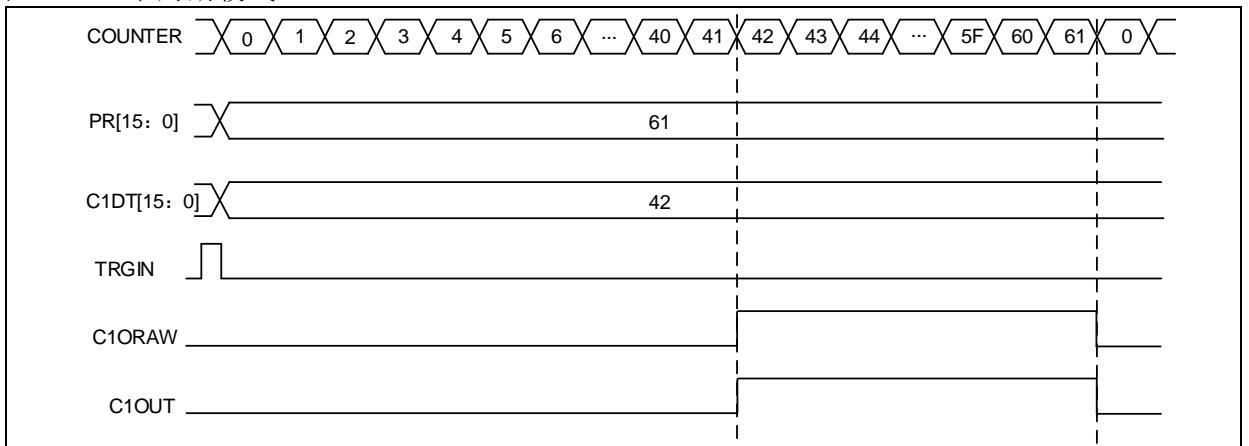 COUNTER 0 1 2 3 4 5 6 ... 40 41 42 43 44 ... 5F 60 61 0
PR[15：0] 61
C1DT[15：0] 42
TRGIN
C1ORAW
C1OUT